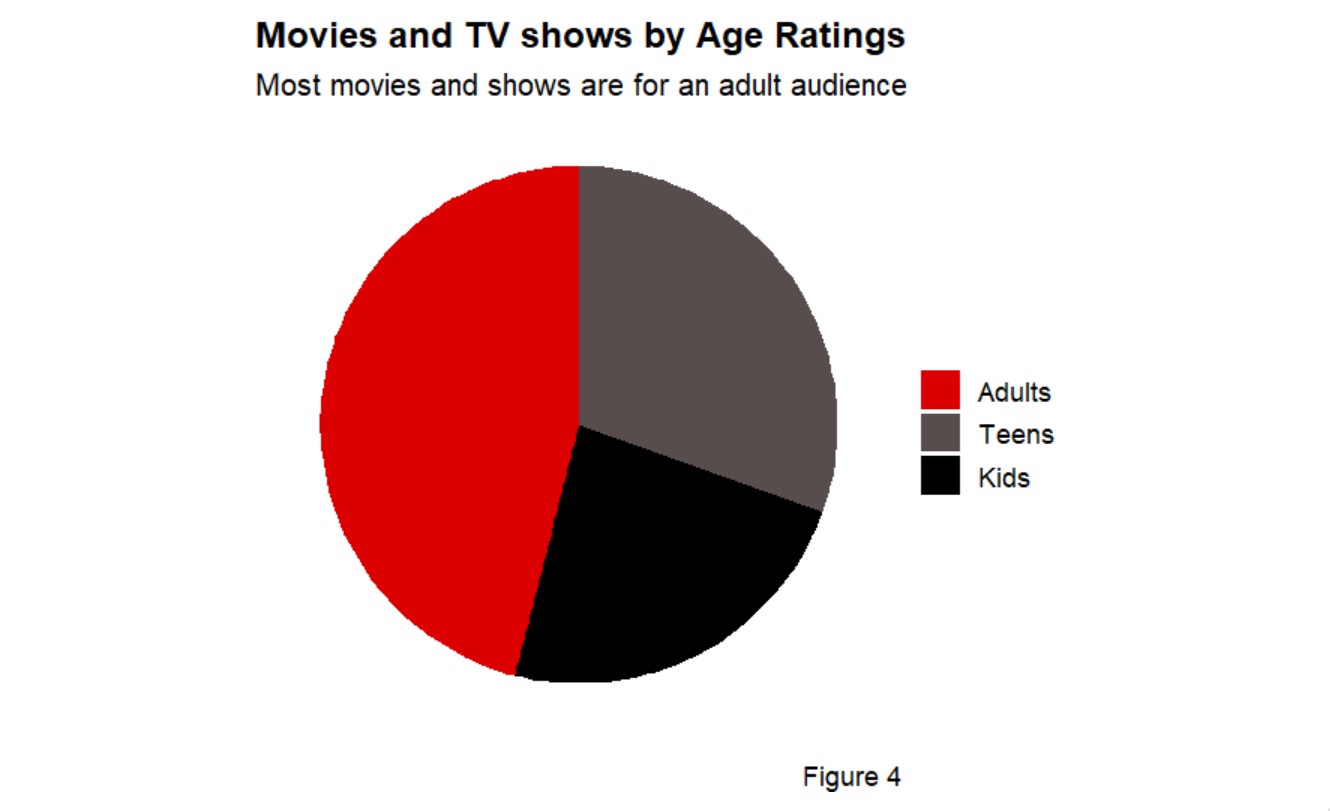 Movies and TV shows by Age Ratings
Most movies and shows are for an adult audience
Adults
Teens
Kids
Figure 4